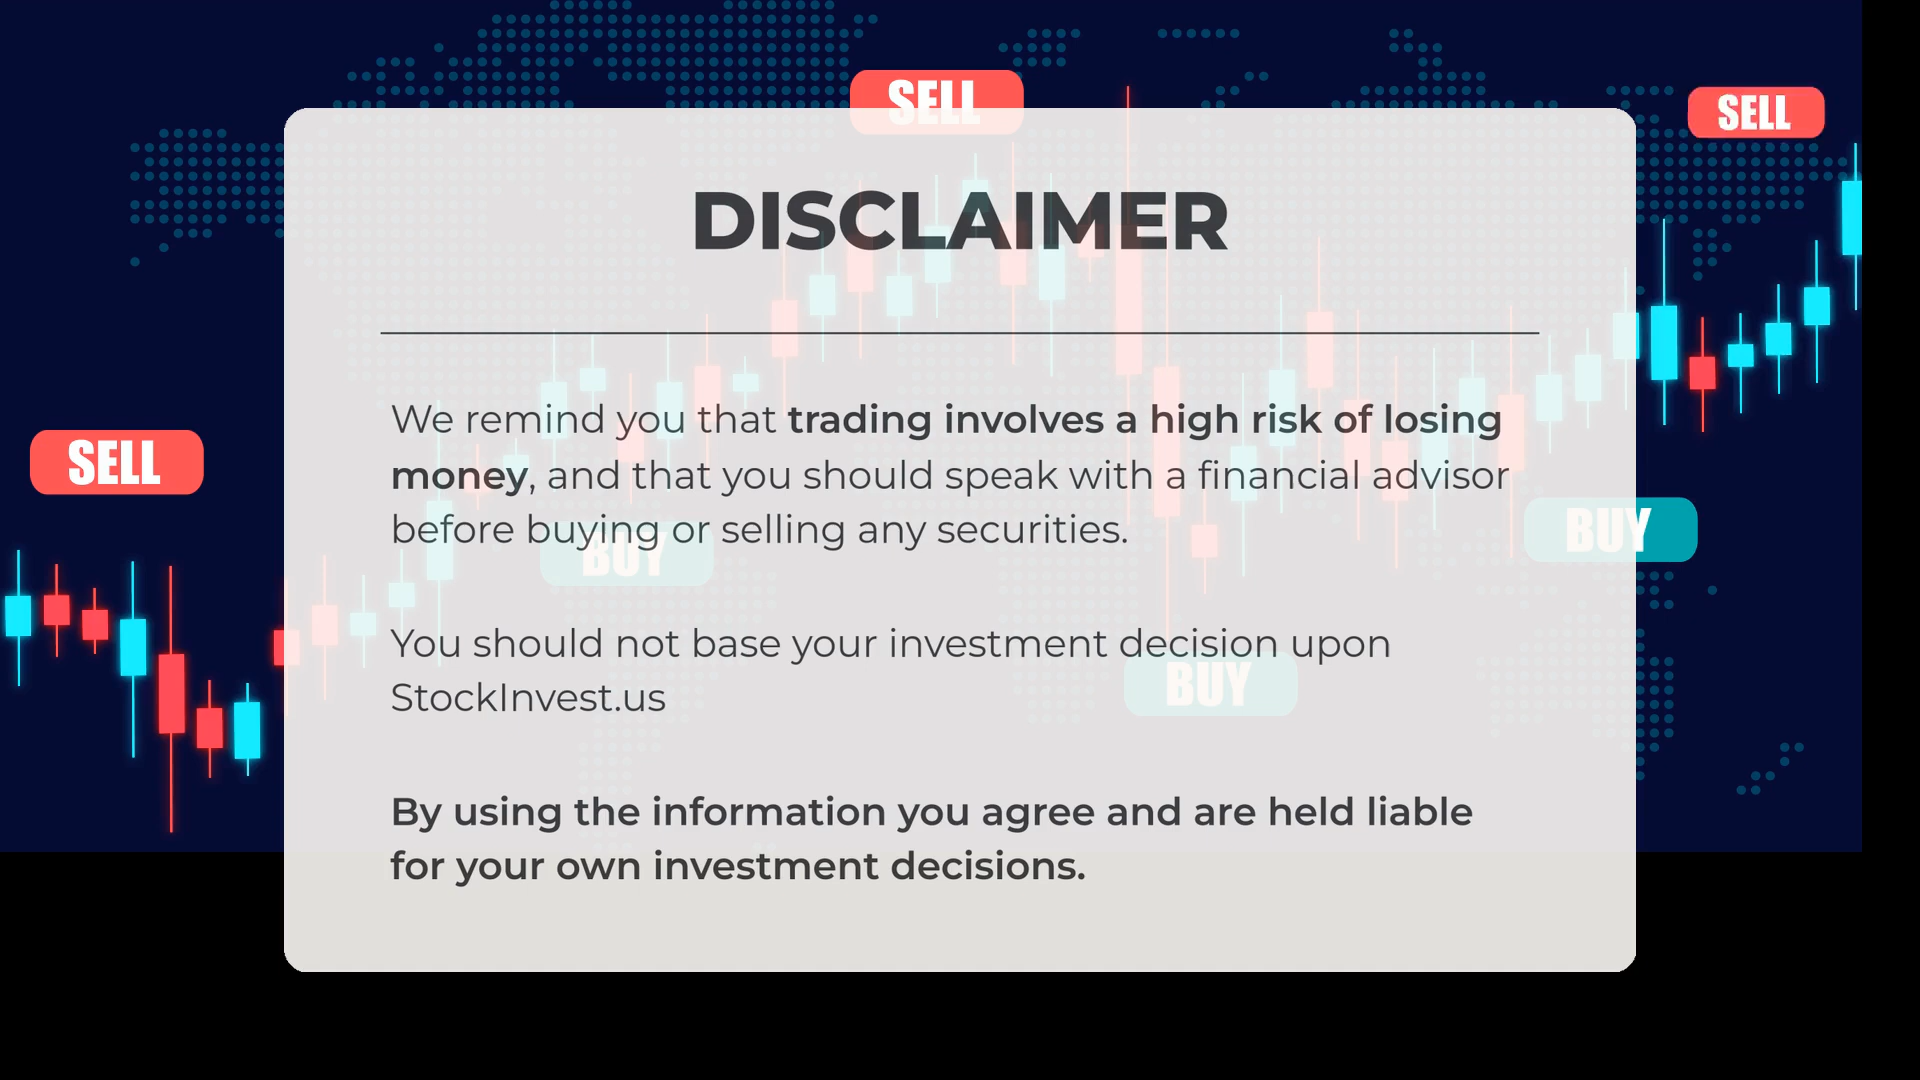 SELL
SELL
DISCLAIMER
We remind you that trading involves a high risk of losing
money, and that you should speak with a financial advisor
before buying or selling any securities.
SELL
BUY
BUY
You should not base your investment decision upon
StockInvest.us
BUY
By using the information you agree and are held liable
for your own investment decisions.